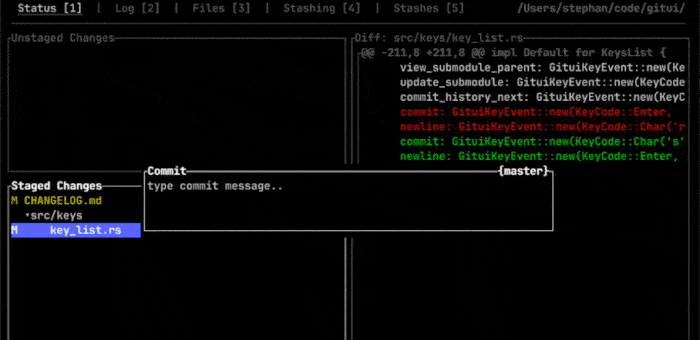 Status [1] | Log [2] | Files [3] | Stashing [4] | Stashes [5] /Users/stephan/code/gitui/
Unstaged Changes
Diff: src/keys/key_list.rs
@@ -211,8 +211,8 @@ impl Default for KeysList {
view_submodule_parent: GituiKeyEvent::new(Ke
update_submodule: GituiKeyEvent::new(KeyCode
commit_history_next: GituiKeyEvent::new(KeyC
commit: GituiKeyEvent::new(KeyCode::Enter,
newline: GituiKeyEvent::new(KeyCode::Char('r
commit: GituiKeyEvent::new(KeyCode::Char('s'
newline: GituiKeyEvent::new(KeyCode::Enter,
Commit {master}
type commit message..
Staged Changes
M CHANGELOG.md
▾src/keys
M key_list.rs